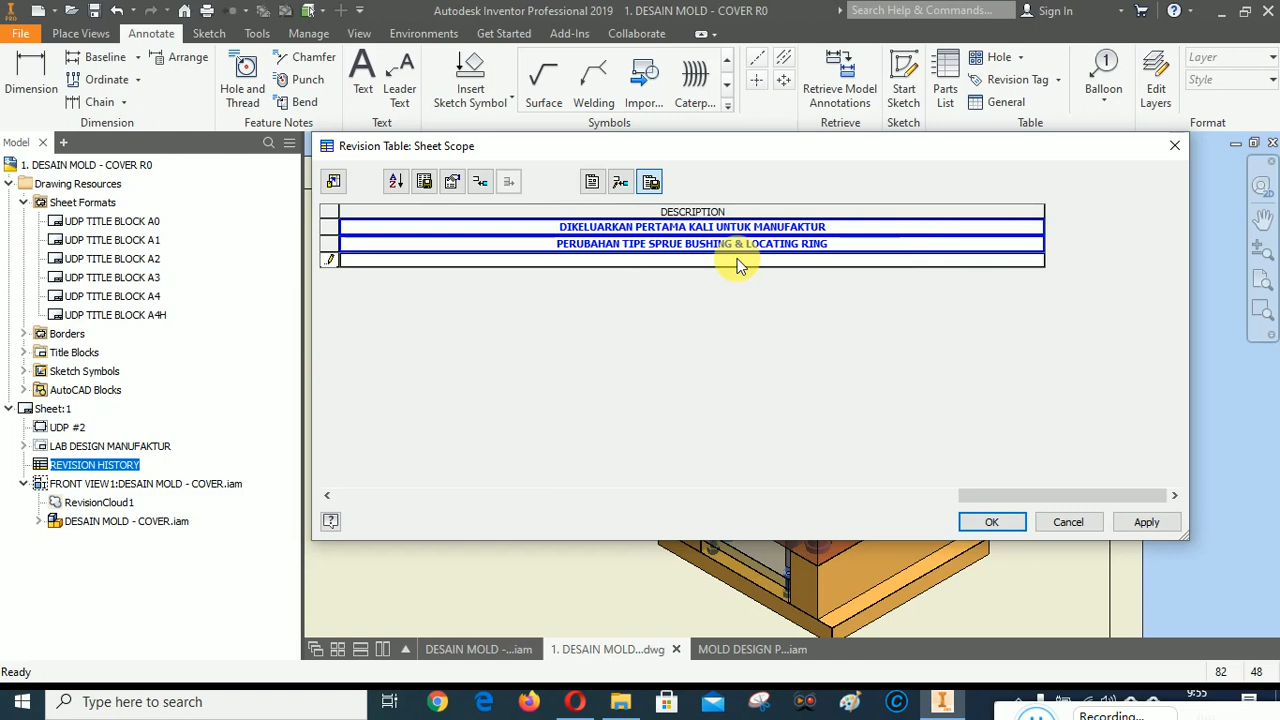 PRO
Autodesk Inventor Professional 2019
1. DESAIN MOLD - COVER R0
Search Help & Commands...
Sign In
File
Place Views
Annotate
Sketch
Tools
Manage
View
Environments
Get Started
Add-Ins
Collaborate
Dimension
Baseline
Ordinate
Chain
Arrange
Dimension
Hole and
Thread
Chamfer
Punch
Bend
Feature Notes
Text
Leader
Text
Text
Insert
Sketch Symbol
Surface
Welding
Impor...
Caterp...
Symbols
Retrieve Model
Annotations
Retrieve
Start
Sketch
Sketch
Parts
List
Hole
Revision Tag
General
Table
Balloon
Edit
Layers
Layer
Style
Format
Model
1. DESAIN MOLD - COVER R0
Drawing Resources
Sheet Formats
UDP TITLE BLOCK A0
UDP TITLE BLOCK A1
UDP TITLE BLOCK A2
UDP TITLE BLOCK A3
UDP TITLE BLOCK A4
UDP TITLE BLOCK A4H
Borders
Title Blocks
Sketch Symbols
AutoCAD Blocks
Sheet:1
UDP #2
LAB DESIGN MANUFAKTUR
REVISION HISTORY
FRONT VIEW1:DESAIN MOLD - COVER.iam
RevisionCloud1
DESAIN MOLD - COVER.iam
Revision Table: Sheet Scope
DESCRIPTION
DIKELUARKAN PERTAMA KALI UNTUK MANUFAKTUR
PERUBAHAN TIPE SPRUE BUSHING & LOCATING RING
OK
Cancel
Apply
DESAIN MOLD -...iam
1. DESAIN MOLD...dwg
MOLD DESIGN P...iam
Ready
82
48
Type here to search
9:55
Recording...